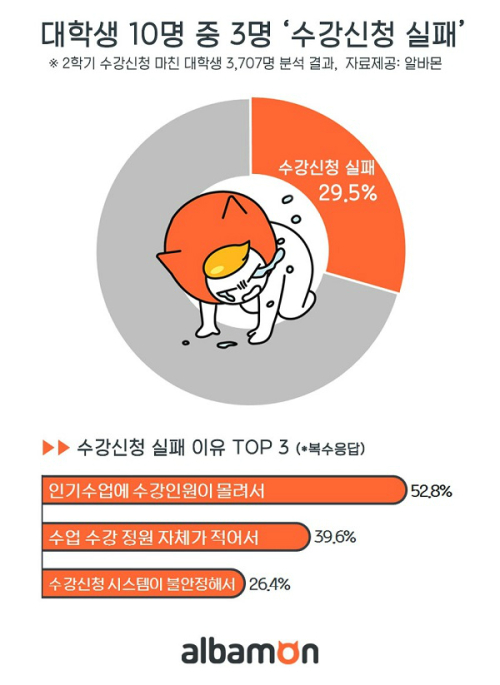 대학생 10명 중 3명 ‘수강신청 실패’
※ 2학기 수강신청 마친 대학생 3,707명 분석 결과, 자료제공: 알바몬
수강신청 실패
29.5%
▶▶ 수강신청 실패 이유 TOP 3 (*복수응답)
인기수업에 수강인원이 몰려서 52.8%
수업 수강 정원 자체가 적어서 39.6%
수강신청 시스템이 불안정해서 26.4%
albamon